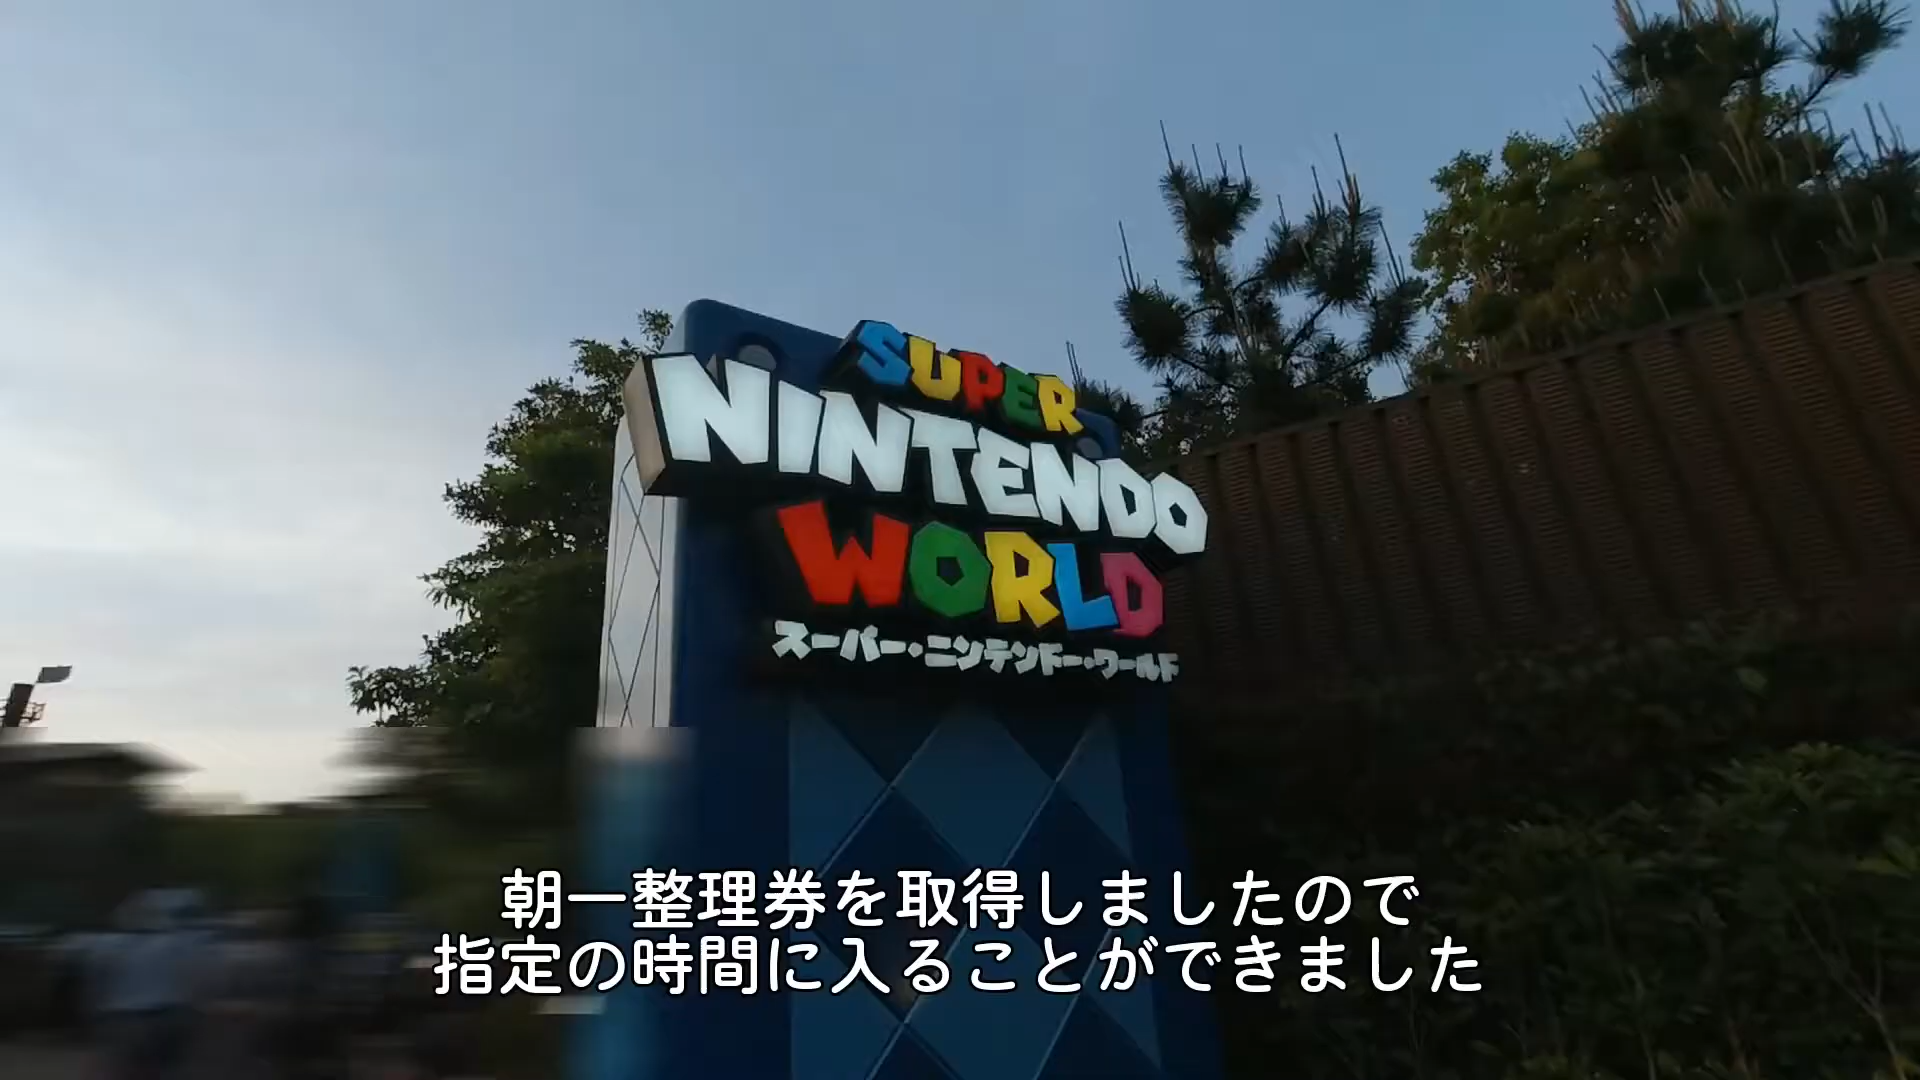 SUPER
NINTENDO
WORLD
スーパー・ニンテンドー・ワールド
朝一整理券を取得しましたので
指定の時間に入ることができました